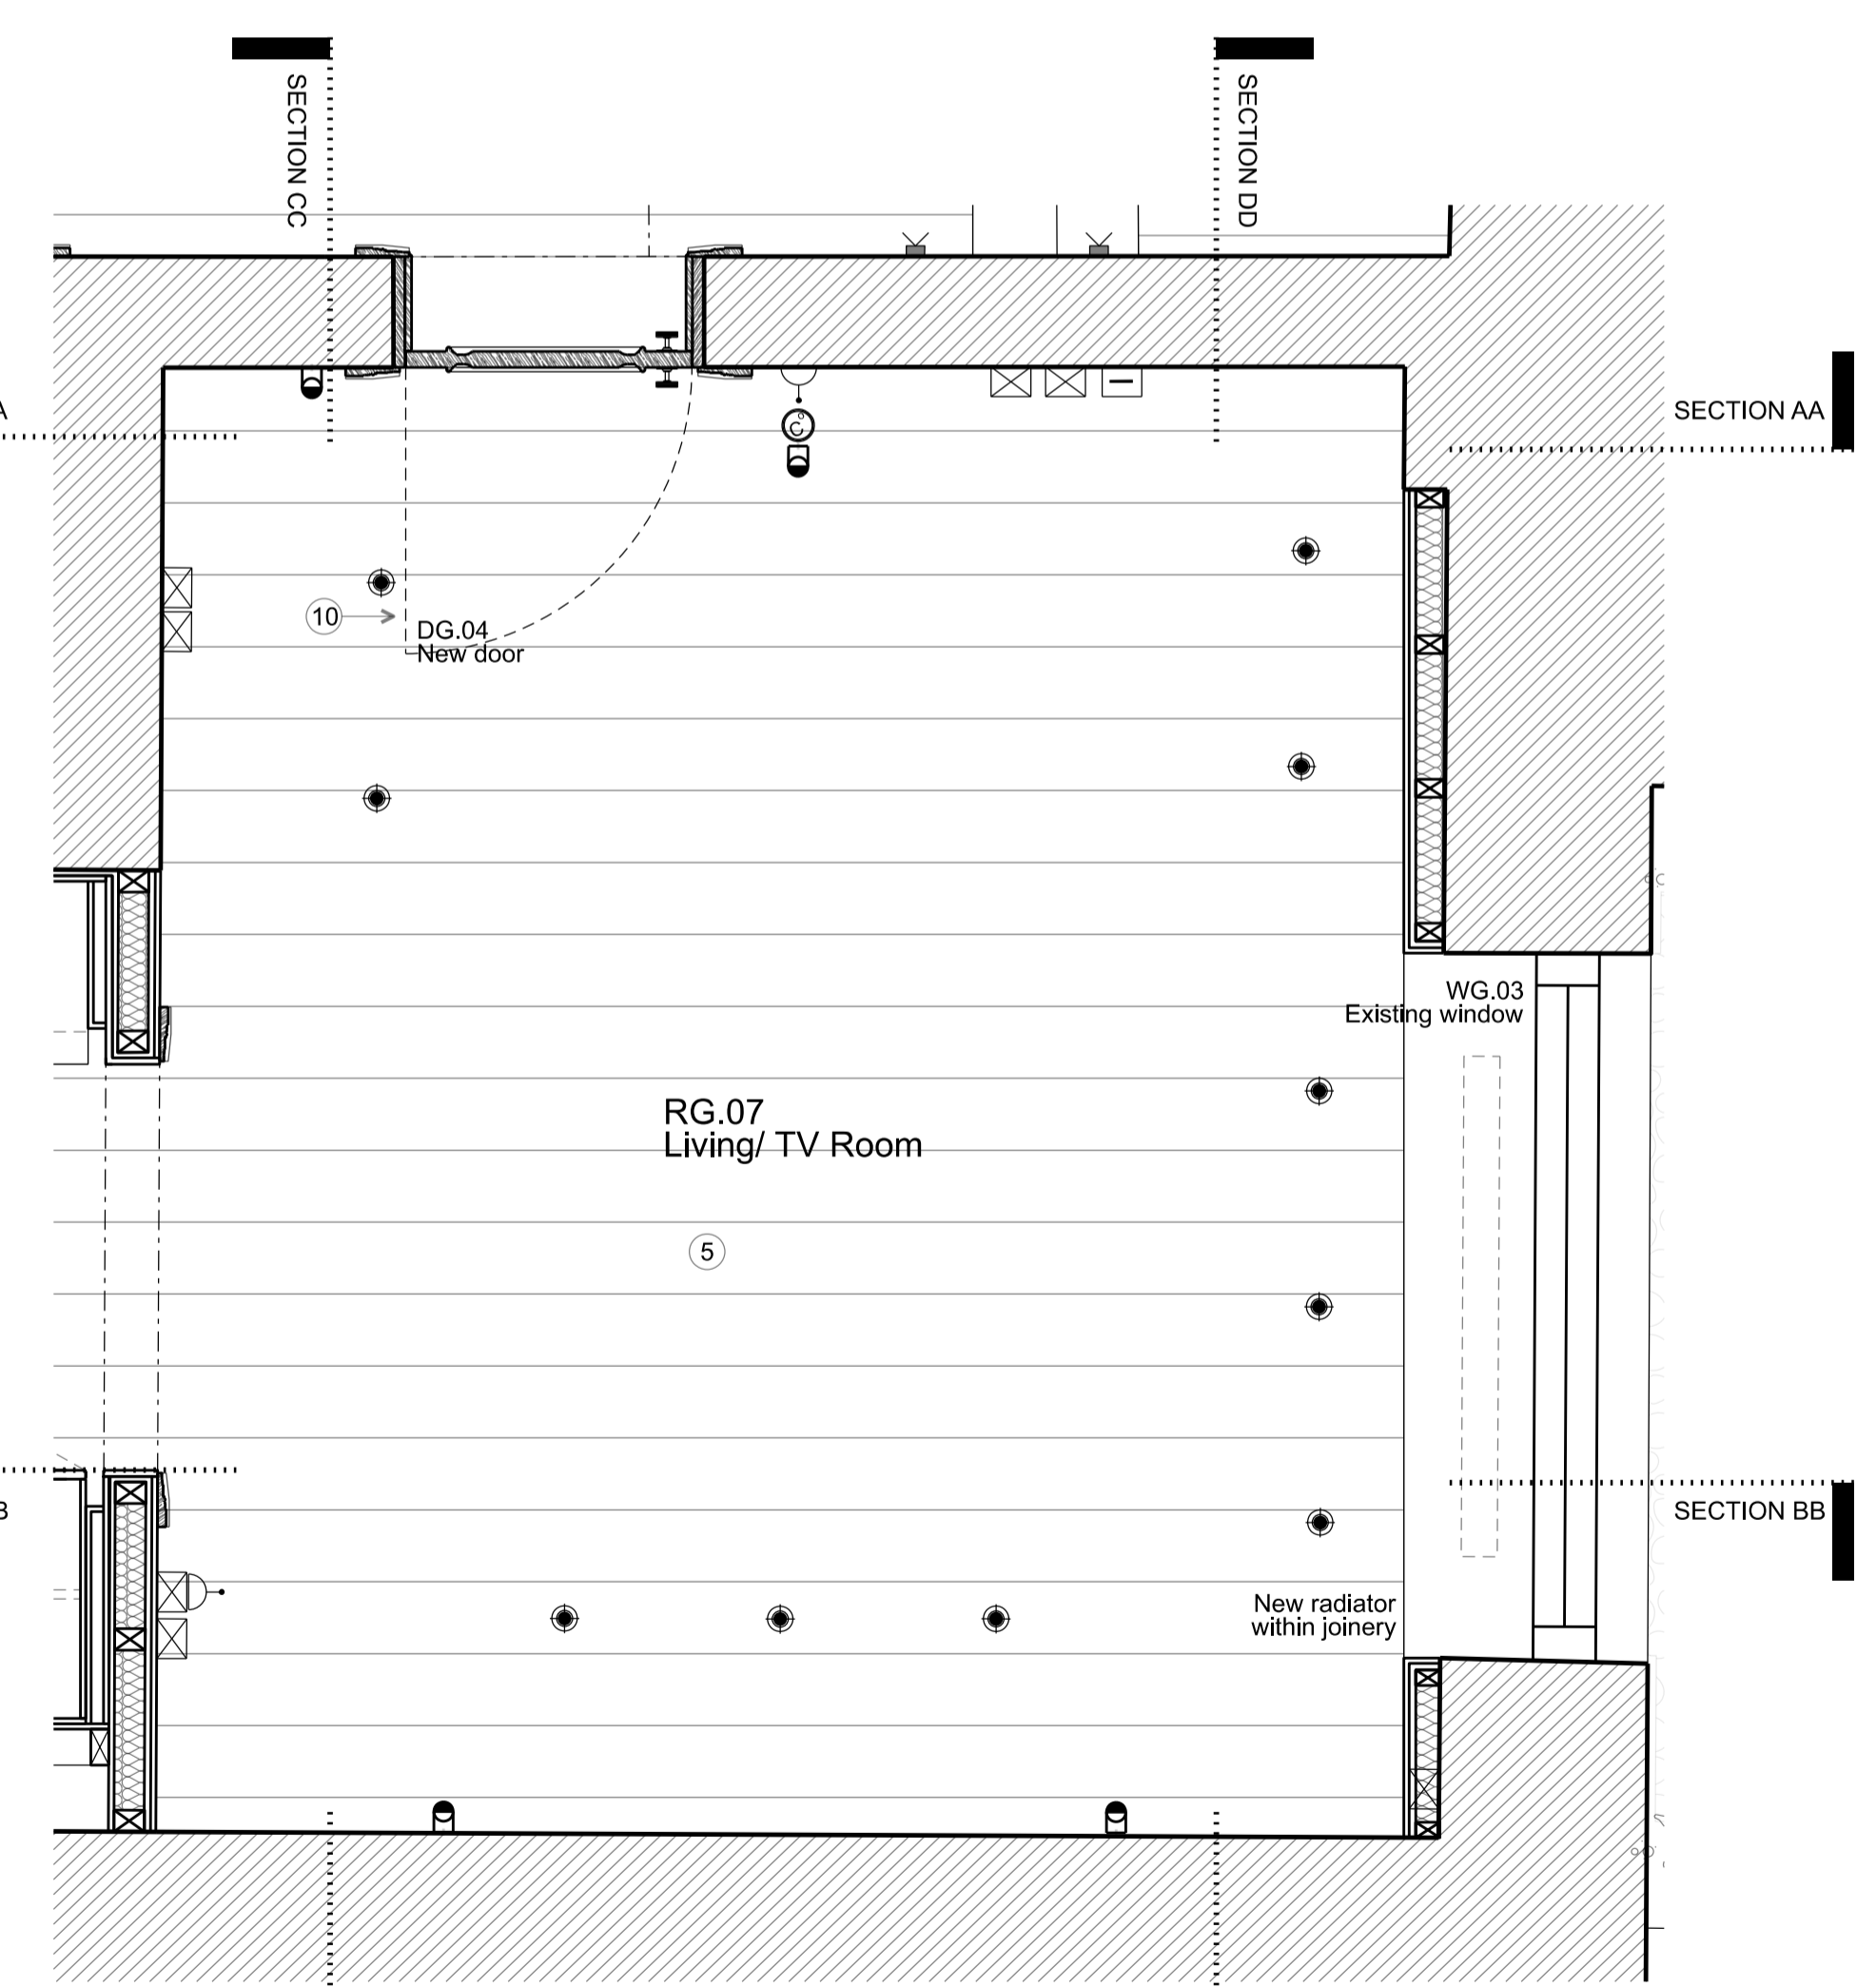 SECTION CC
SECTION DD
A
SECTION AA
C°
10
DG.04
New door
WG.03
Existing window
RG.07
Living/ TV Room
5
SECTION BB
New radiator
within joinery